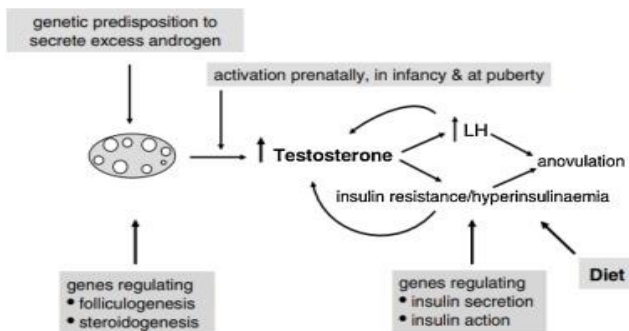 genetic predisposition to
secrete excess androgen
activation prenatally, in infancy & at puberty
↑ LH
↑ Testosterone
anovulation
insulin resistance/hyperinsulinaemia
Diet
genes regulating
• folliculogenesis
• steroidogenesis
genes regulating
• insulin secretion
• insulin action